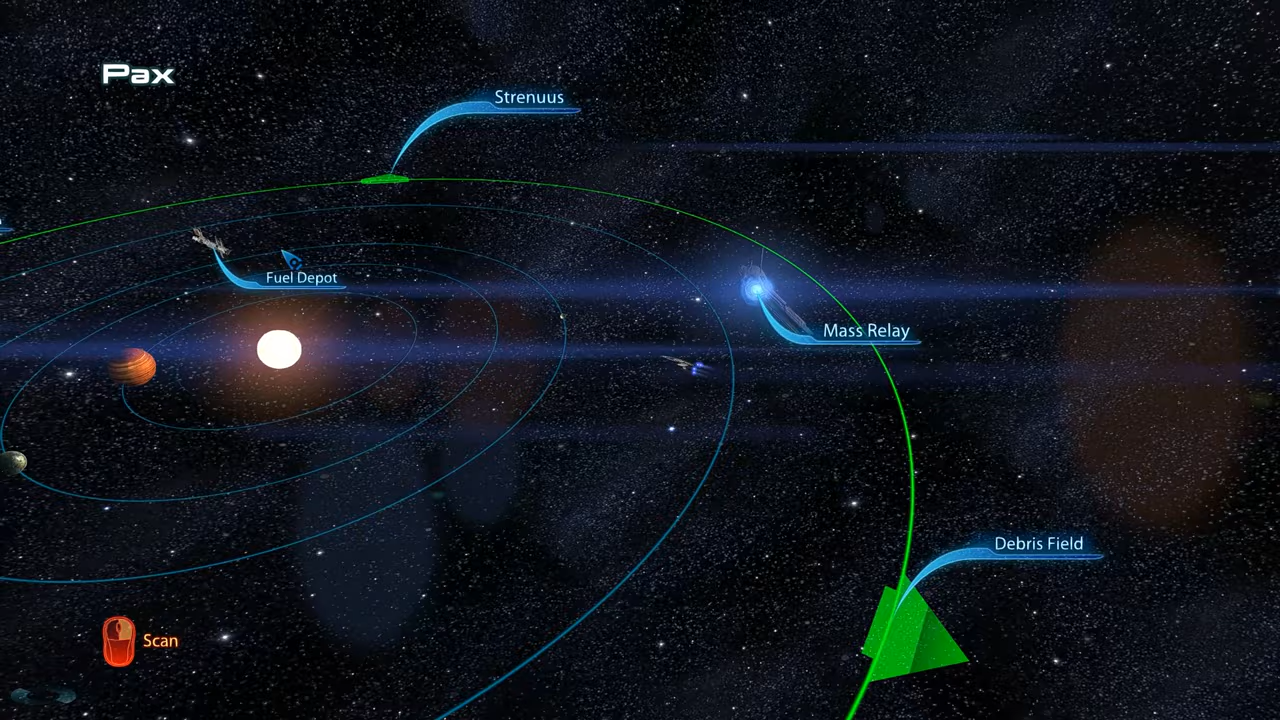 Pax
Strenuus
Fuel Depot
Mass Relay
Debris Field
Scan